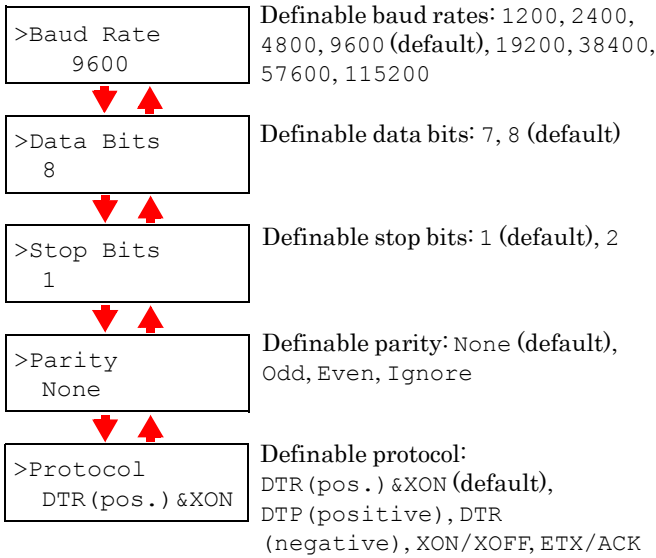 >Baud Rate
9600
Definable baud rates: 1200, 2400,
4800, 9600 (default), 19200, 38400,
57600, 115200
>Data Bits
8
Definable data bits: 7, 8 (default)
>Stop Bits
1
Definable stop bits: 1 (default), 2
>Parity
None
Definable parity: None (default),
Odd, Even, Ignore
>Protocol
DTR(pos.)&XON
Definable protocol:
DTR(pos.)&XON (default),
DTP(positive), DTR
(negative), XON/XOFF, ETX/ACK